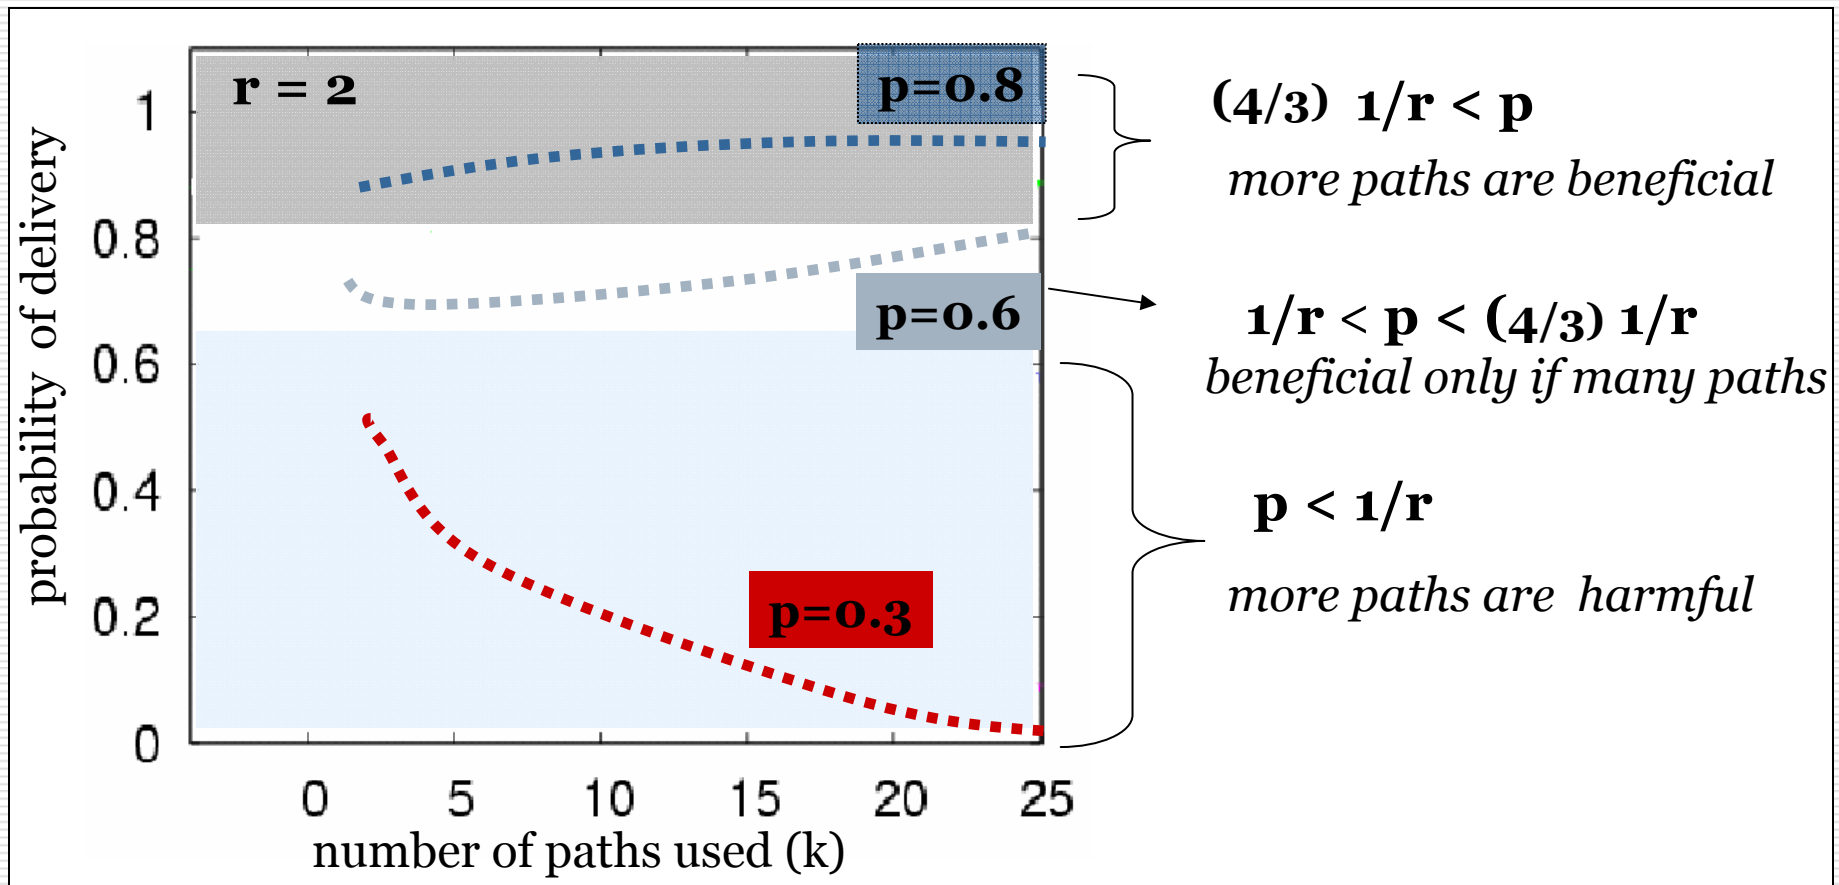 r = 2
p=0.8
p=0.6
p=0.3
1
0.8
0.6
0.4
0.2
0
0 5 10 15 20 25
probability of delivery
number of paths used (k)
(4/3) 1/r < p
more paths are beneficial
1/r < p < (4/3) 1/r
beneficial only if many paths
p < 1/r
more paths are harmful